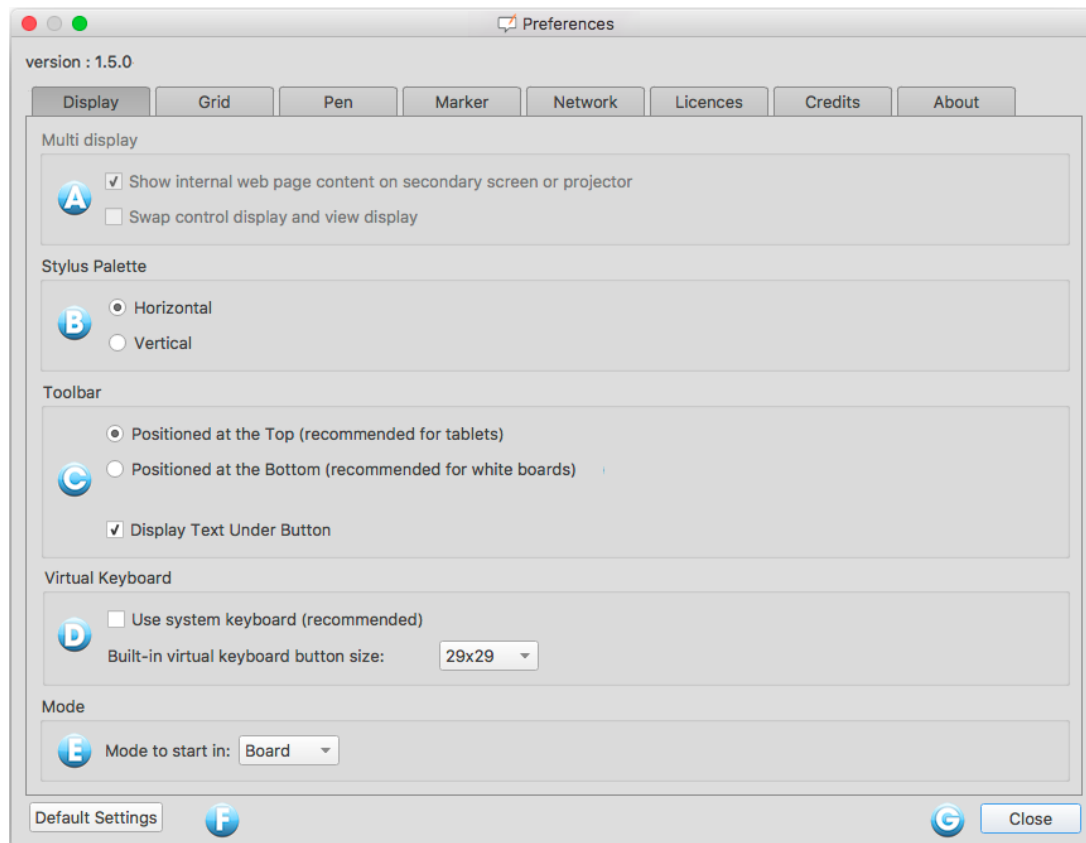 Preferences
version : 1.5.0
Display Grid Pen Marker Network Licences Credits About
Multi display
A
Show internal web page content on secondary screen or projector
Swap control display and view display
Stylus Palette
B
Horizontal
Vertical
Toolbar
C
Positioned at the Top (recommended for tablets)
Positioned at the Bottom (recommended for white boards)
Display Text Under Button
Virtual Keyboard
D
Use system keyboard (recommended)
Built-in virtual keyboard button size: 29x29
Mode
E Mode to start in: Board
Default Settings F G Close